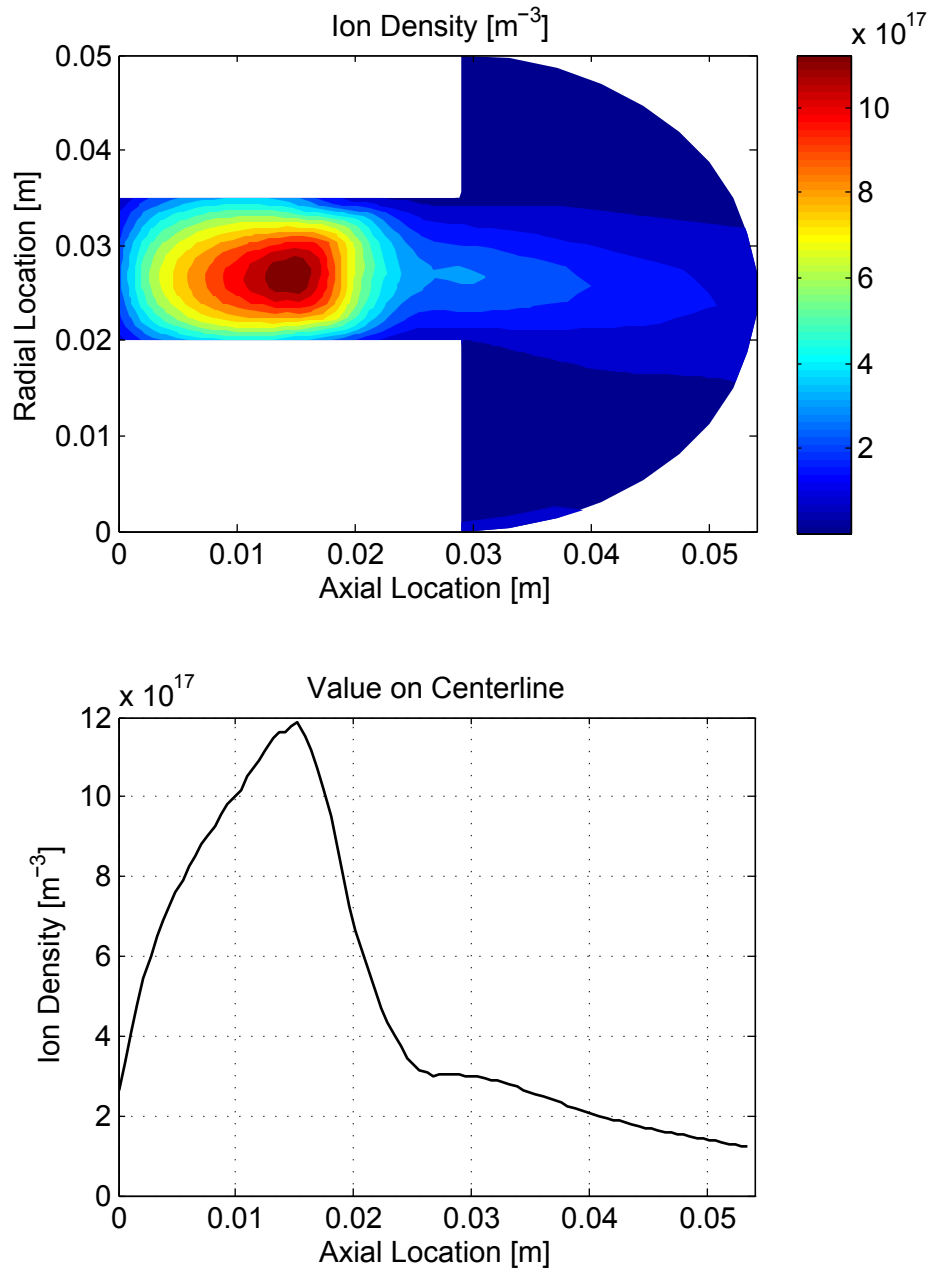 Ion Density [m⁻³]
x 10¹⁷
0.05
0.04
0.03
0.02
0.01
0
Radial Location [m]
0 0.01 0.02 0.03 0.04 0.05
Axial Location [m]
10
8
6
4
2
Value on Centerline
x 10¹⁷
12
10
8
6
4
2
0
Ion Density [m⁻³]
0 0.01 0.02 0.03 0.04 0.05
Axial Location [m]